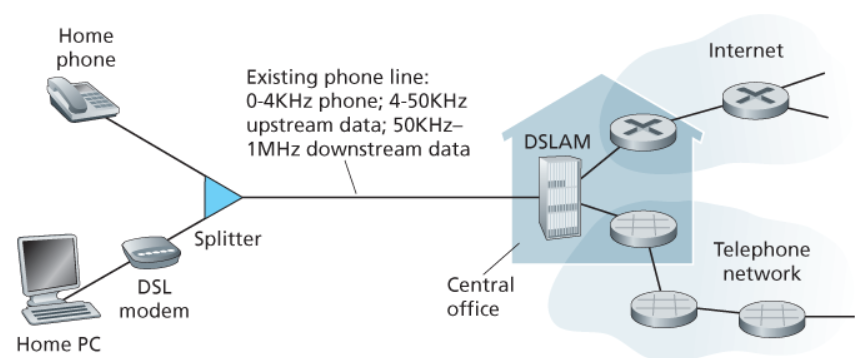 Home
phone
Existing phone line:
0-4KHz phone; 4-50KHz
upstream data; 50KHz–
1MHz downstream data
Internet
DSLAM
Splitter
DSL
modem
Home PC
Central
office
Telephone
network